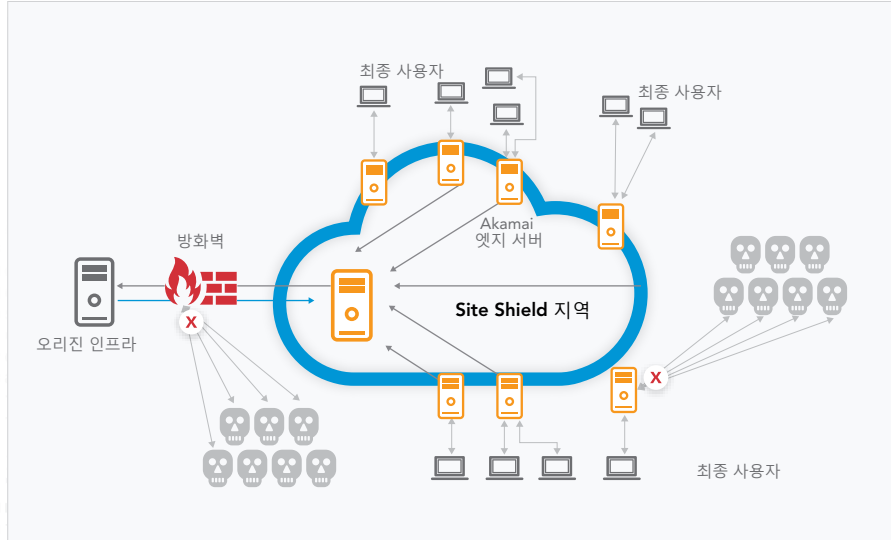 최종 사용자
최종 사용자
Akamai
엣지 서버
방화벽
Site Shield 지역
오리진 인프라
X
X
최종 사용자